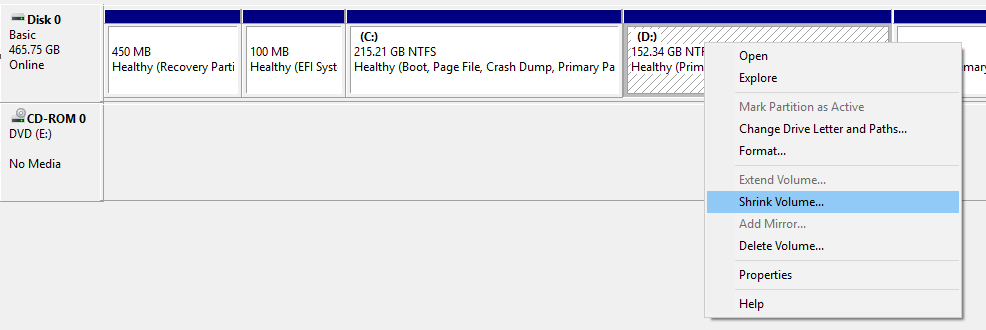 Disk 0
Basic
465.75 GB
Online
450 MB
Healthy (Recovery Parti
100 MB
Healthy (EFI Syst
(C:)
215.21 GB NTFS
Healthy (Boot, Page File, Crash Dump, Primary Pa
(D:)
152.34 GB NTF
Healthy (Prim
mary
Open
Explore
Mark Partition as Active
Change Drive Letter and Paths...
Format...
Extend Volume...
Shrink Volume...
Add Mirror...
Delete Volume...
Properties
Help
CD-ROM 0
DVD (E:)
No Media